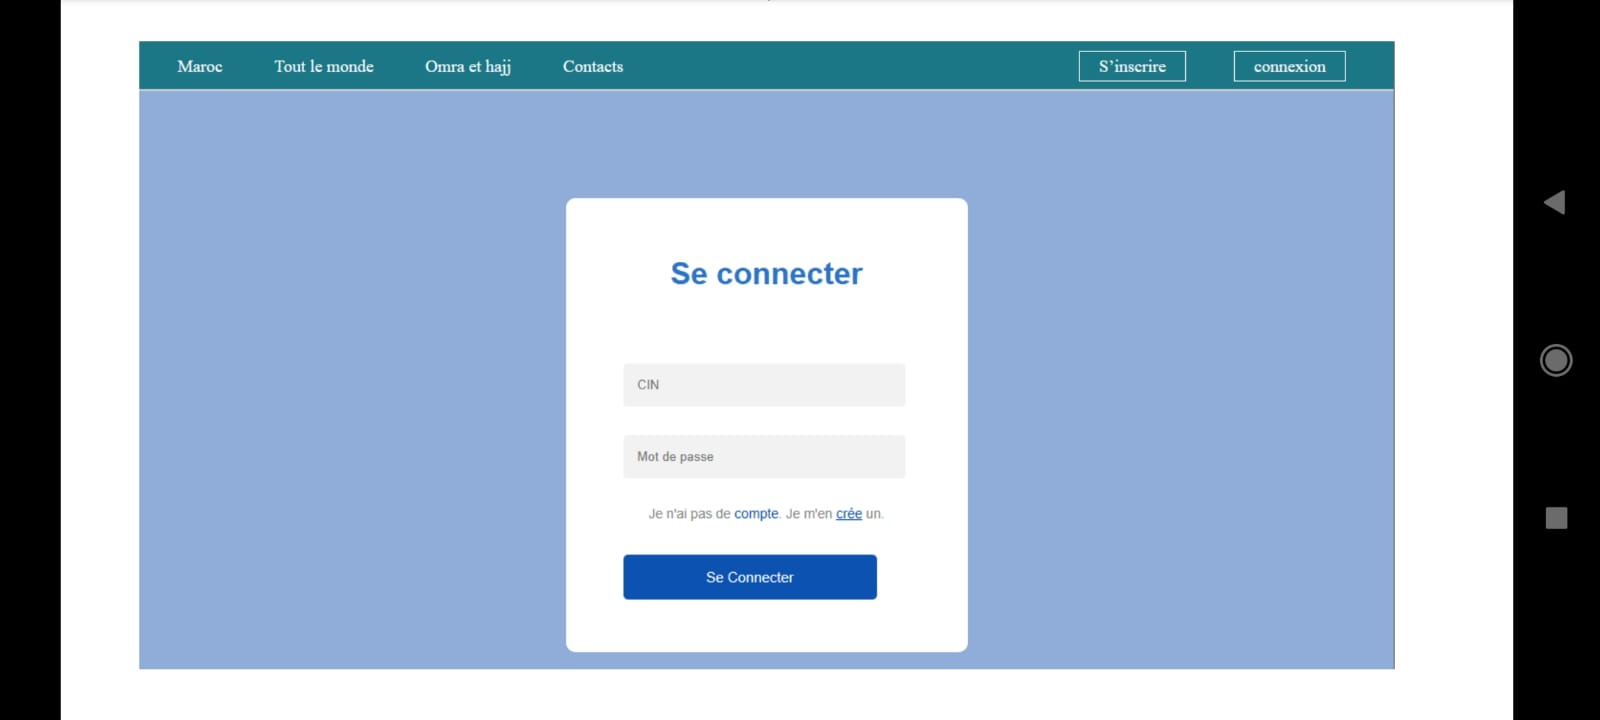 Maroc Tout le monde Omra et hajj Contacts S’inscrire connexion
Se connecter
CIN
Mot de passe
Je n'ai pas de compte. Je m'en crée un.
Se Connecter